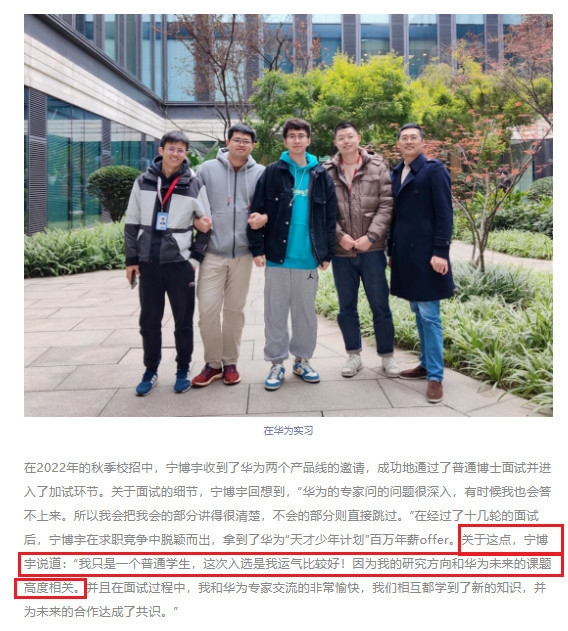 在华为实习
在2022年的秋季校招中，宁博宇收到了华为两个产品线的邀请，成功地通过了普通博士面试并进
入了加试环节。关于面试的细节，宁博宇回想到，“华为的专家问的问题很深入，有时候我也会答
不上来。所以我会把我会的部分讲得很清楚，不会的部分则直接跳过。”在经过了十几轮的面试
后，宁博宇在求职竞争中脱颖而出，拿到了华为“天才少年计划”百万年薪offer。关于这点，宁博
宇说道：“我只是一个普通学生，这次入选是我运气比较好！因为我的研究方向和华为未来的课题
高度相关。并且在面试过程中，我和华为专家交流的非常愉快，我们相互都学到了新的知识，并
为未来的合作达成了共识。”